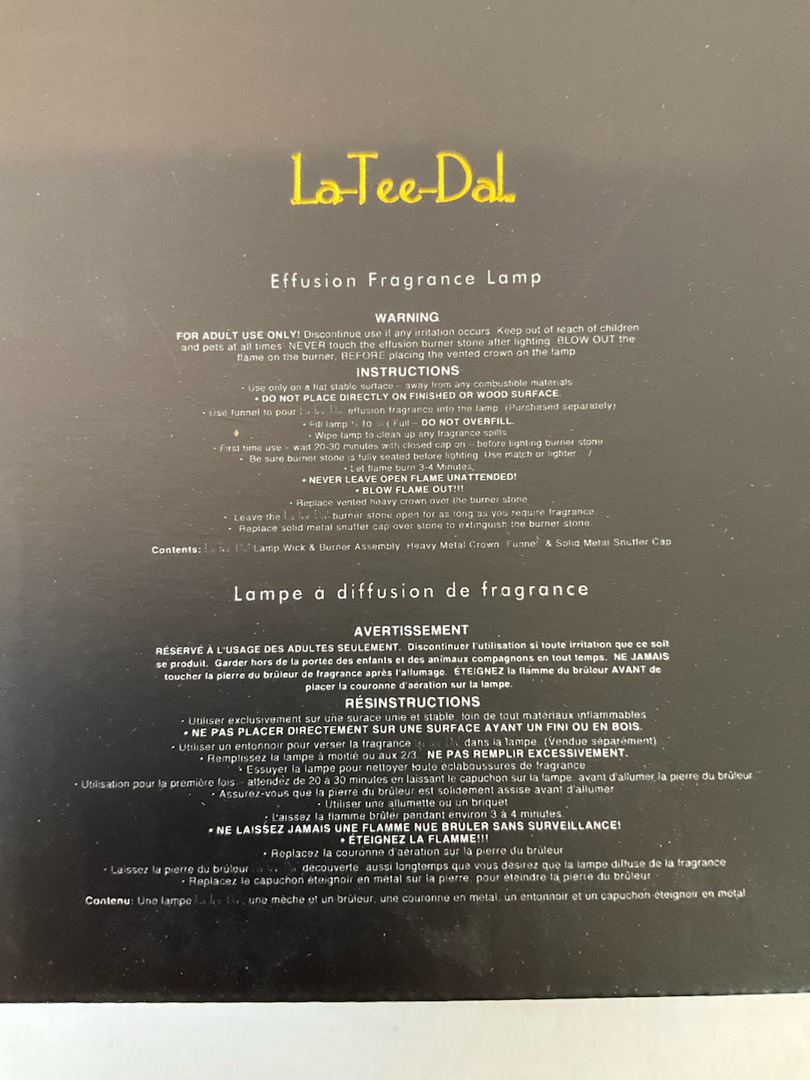 La-Tee-Da!
Effusion Fragrance Lamp
WARNING
FOR ADULT USE ONLY! Discontinue use if any irritation occurs Keep out of reach of children
and pets at all times NEVER touch the effusion burner stone after lighting BLOW OUT the
flame on the burner, BEFORE placing the vented crown on the lamp
INSTRUCTIONS
• Use only on a flat stable surface – away from any combustible materials
• DO NOT PLACE DIRECTLY ON FINISHED OR WOOD SURFACE.
• Use funnel to pour La-Tee-Da! effusion fragrance into the lamp (Purchased separately)
• Fill lamp ½ to Full – DO NOT OVERFILL.
• Wipe lamp to clean up any fragrance spills
• First time use – wait 20-30 minutes with closed cap on – before lighting burner stone
• Be sure burner stone is fully seated before lighting Use match or lighter
• Let flame burn 3-4 Minutes,
• NEVER LEAVE OPEN FLAME UNATTENDED!
• BLOW FLAME OUT!!!
• Replace vented heavy crown over the burner stone
• Leave the La-Tee-Da! burner stone open for as long as you require fragrance
• Replace solid metal snuffer cap over stone to extinguish the burner stone.
Contents: La-Tee-Da! Lamp, Wick & Burner Assembly, Heavy Metal Crown, Funnel & Solid Metal Snuffer Cap
Lampe à diffusion de fragrance
AVERTISSEMENT
RÉSERVÉ À L'USAGE DES ADULTES SEULEMENT. Discontinuer l'utilisation si toute irritation que ce soit
se produit. Garder hors de la portée des enfants et des animaux compagnons en tout temps. NE JAMAIS
toucher la pierre du brûleur de fragrance après l'allumage. ÉTEIGNEZ la flamme du brûleur AVANT de
placer la couronne d'aération sur la lampe.
RÉSINSTRUCTIONS
• Utiliser exclusivement sur une surace unie et stable, loin de tout matériaux inflammables
• NE PAS PLACER DIRECTEMENT SUR UNE SURFACE AYANT UN FINI OU EN BOIS.
• Utiliser un entonnoir pour verser la fragrance La-Tee-Da! dans la lampe. (Vendue séparément)
• Remplissez la lampe à moitié ou aux 2/3. NE PAS REMPLIR EXCESSIVEMENT.
• Essuyer la lampe pour nettoyer toute éclaboussures de fragrance
• Utilisation pour la première fois – attendez de 20 à 30 minutes en laissant le capuchon sur la lampe, avant d'allumer la pierre du brûleur
• Assurez-vous que la pierre du brûleur est solidement assise avant d'allumer
• Utiliser une allumette ou un briquet
• Laissez la flamme brûler pendant environ 3 à 4 minutes.
• NE LAISSEZ JAMAIS UNE FLAMME NUE BRÛLER SANS SURVEILLANCE!
• ÉTEIGNEZ LA FLAMME!!!
• Replacez la couronne d'aération sur la pierre du brûleur
• Laissez la pierre du brûleur découverte, aussi longtemps que vous désirez que la lampe diffuse de la fragrance
• Replacez le capuchon éteignoir en métal sur la pierre, pour éteindre la pierre du brûleur
Contenu: Une lampe La-Tee-Da!, une mèche et un brûleur, une couronne en métal, un entonnoir et un capuchon éteignoir en métal